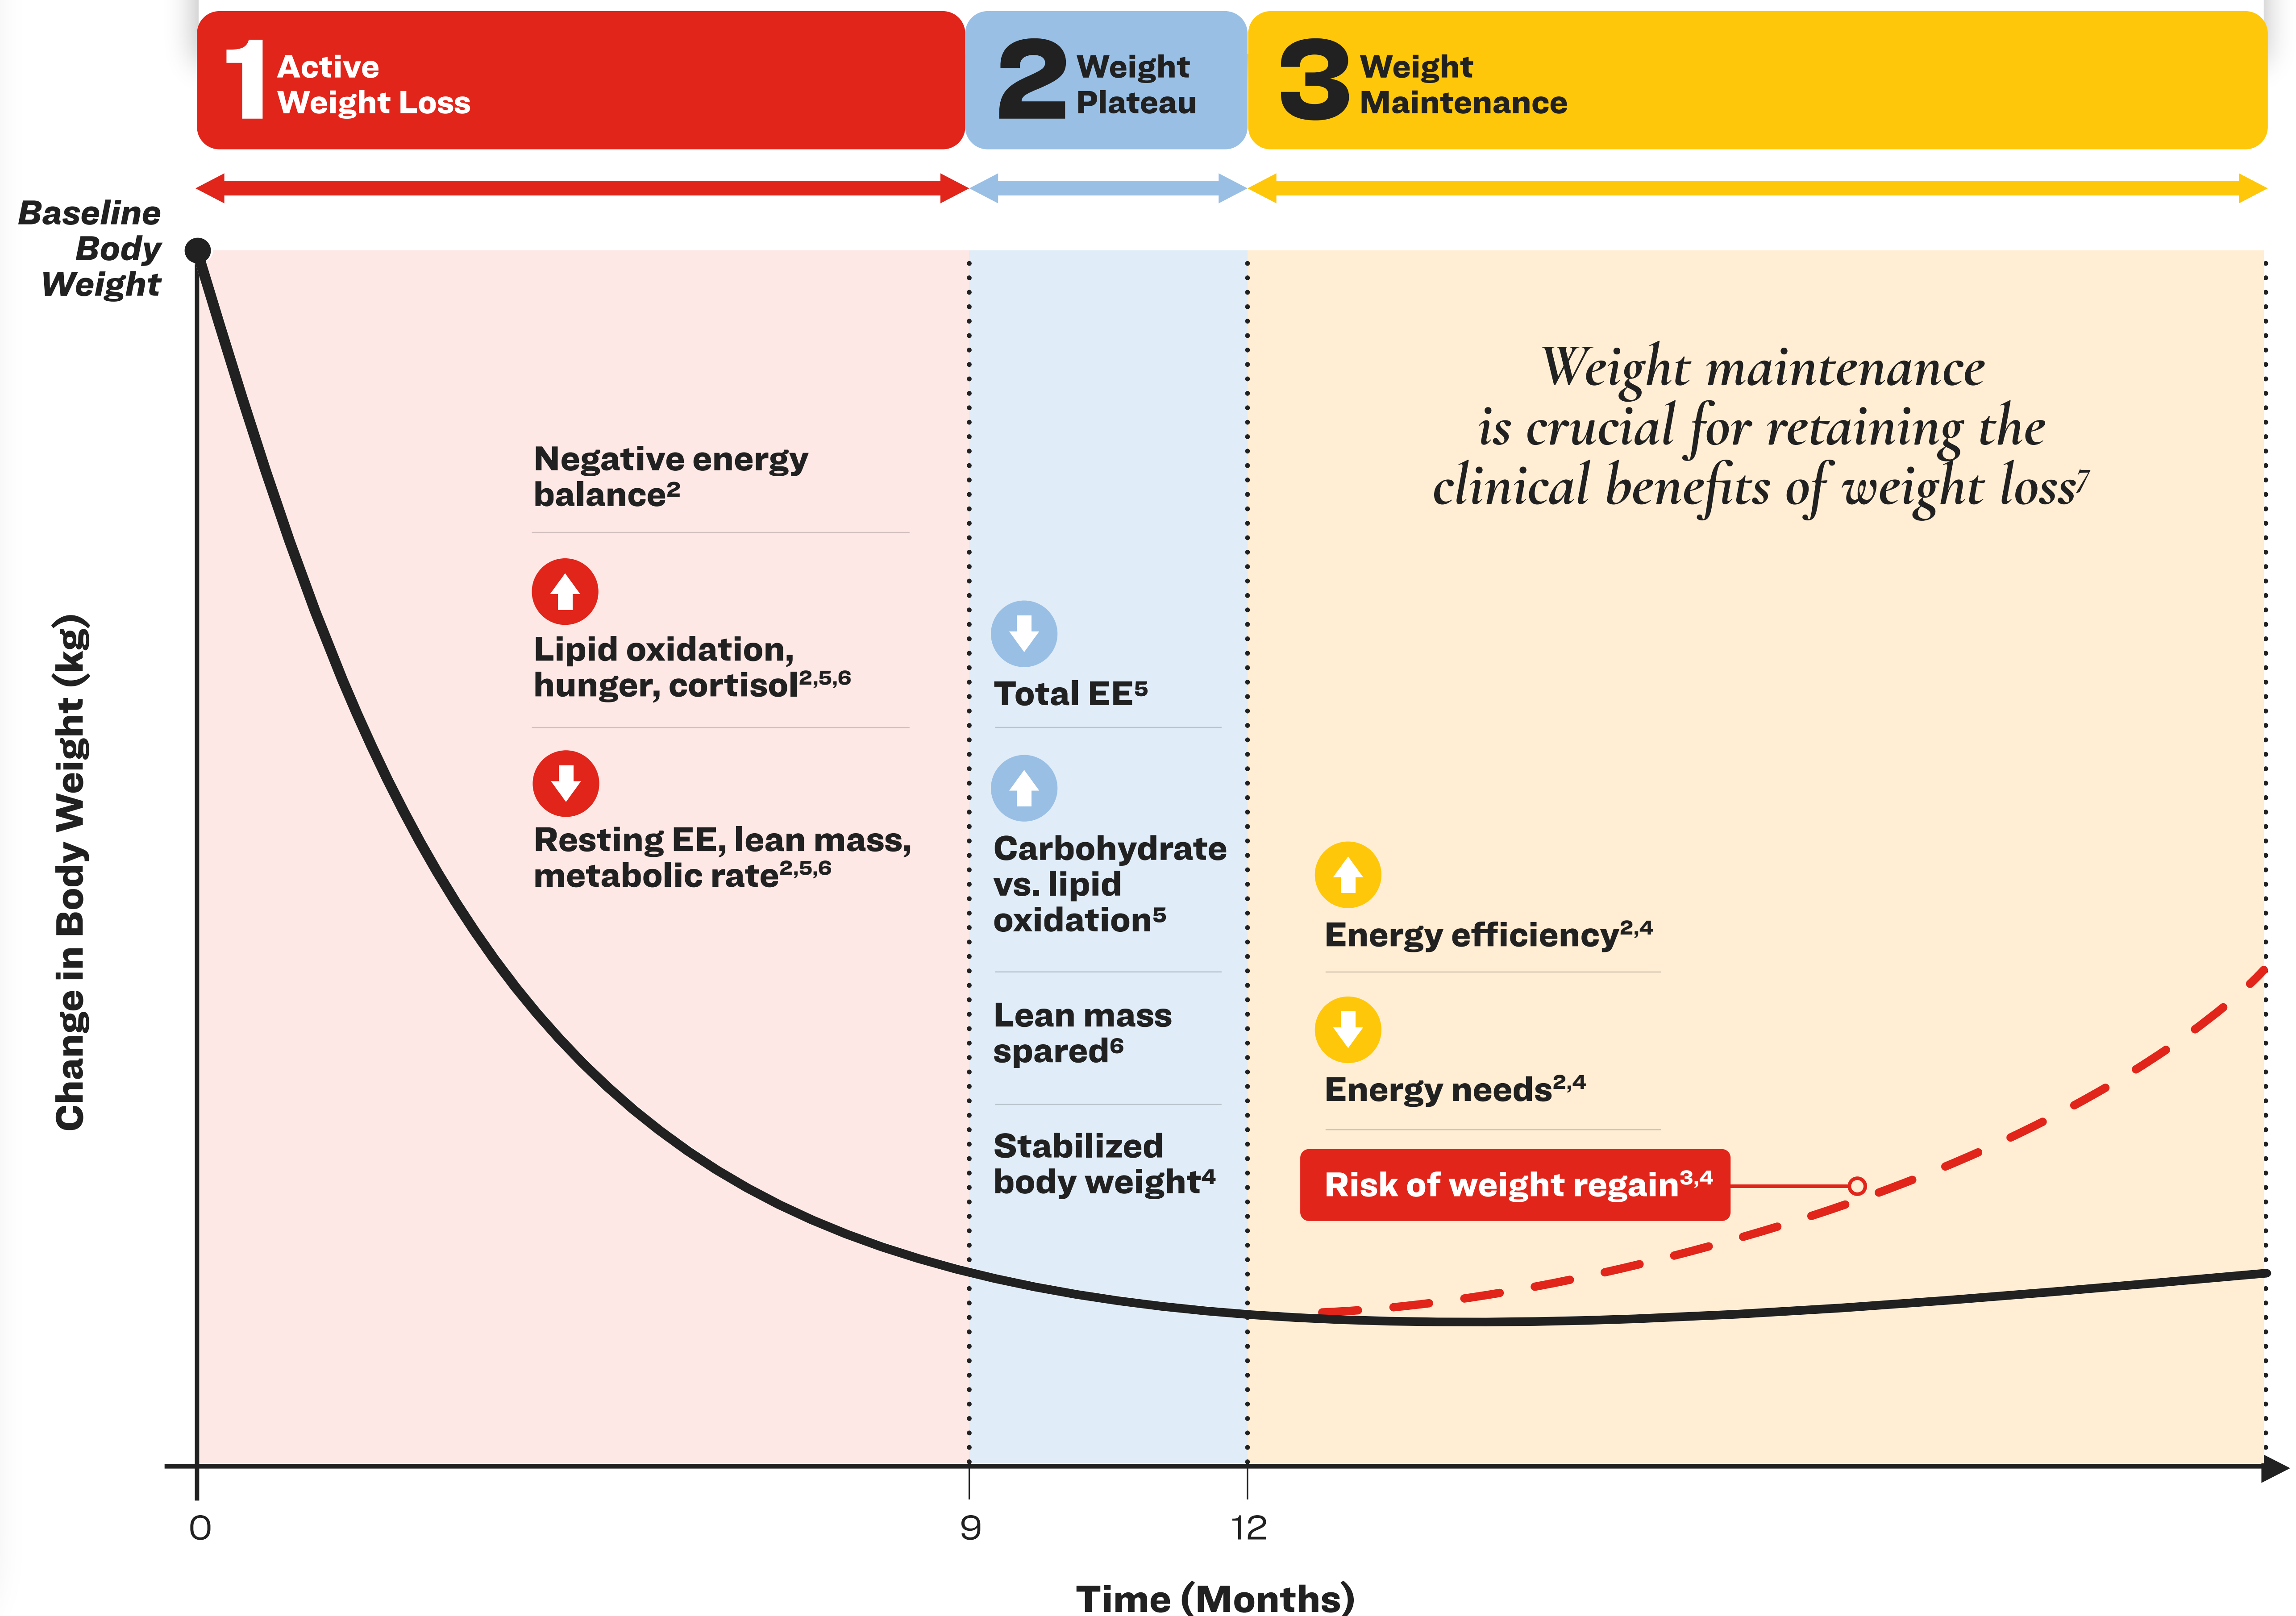 1 Active
Weight Loss
2 Weight
Plateau
3 Weight
Maintenance
Baseline
Body
Weight
Change in Body Weight (kg)
Negative energy
balance²
Lipid oxidation,
hunger, cortisol²,⁵,⁶
Resting EE, lean mass,
metabolic rate²,⁵,⁶
Total EE⁵
Carbohydrate
vs. lipid
oxidation⁵
Lean mass
spared⁶
Stabilized
body weight⁴
Weight maintenance
is crucial for retaining the
clinical benefits of weight loss⁷
Energy efficiency²,⁴
Energy needs²,⁴
Risk of weight regain³,⁴
0
9
12
Time (Months)